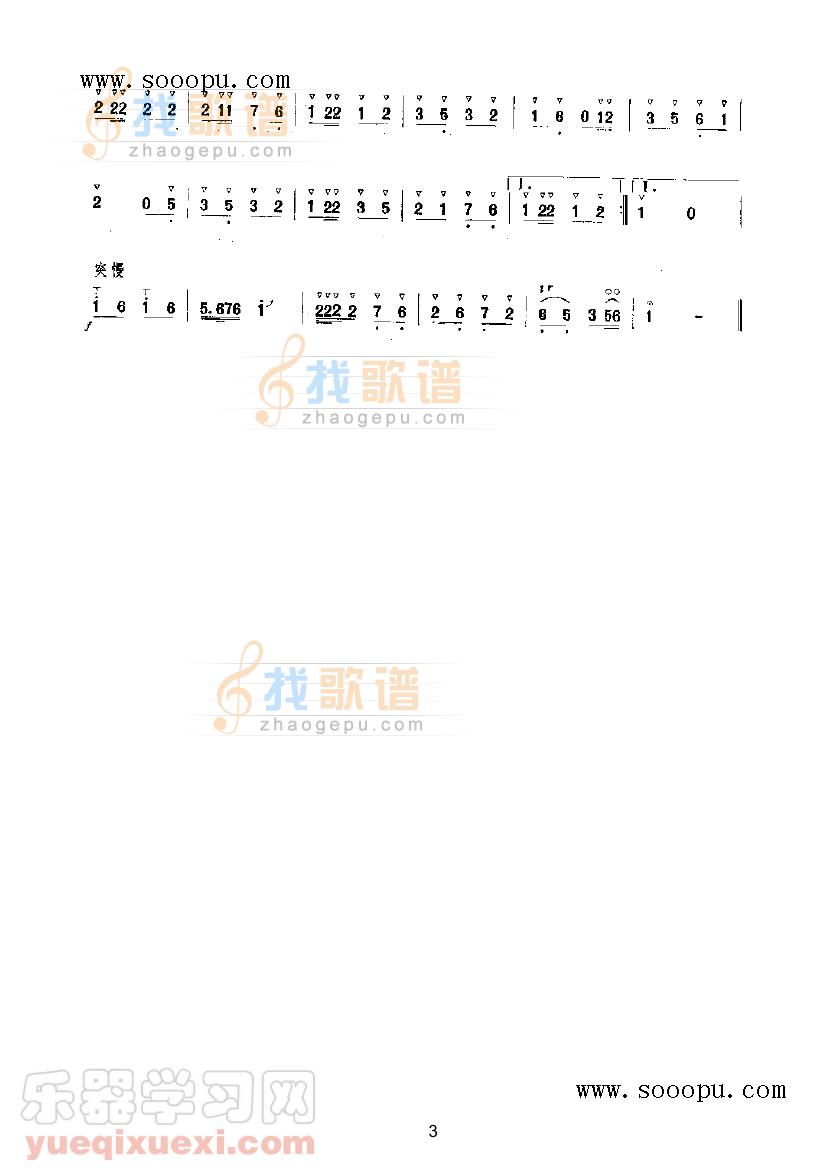 www.sooopu.com
2 22 2 2 | 2 11 7 6 | 1 22 1 2 | 3 5 3 2 | 1 6 0 12 | 3 5 6 1 |
找歌谱
zhaogepu.com
2 0 5 | 3 5 3 2 | 1 22 3 5 | 2 1 7 6 | 1 22 1 2 :‖ 1 0
突慢
1 6 1 6 | 5.676 1 | 222 2 7 6 | 2 6 7 2 | 6 5 3 56 | 1 - ‖
f
tr
找歌谱
zhaogepu.com
找歌谱
zhaogepu.com
乐器学习网
yueqixuexi.com
www.sooopu.com
3